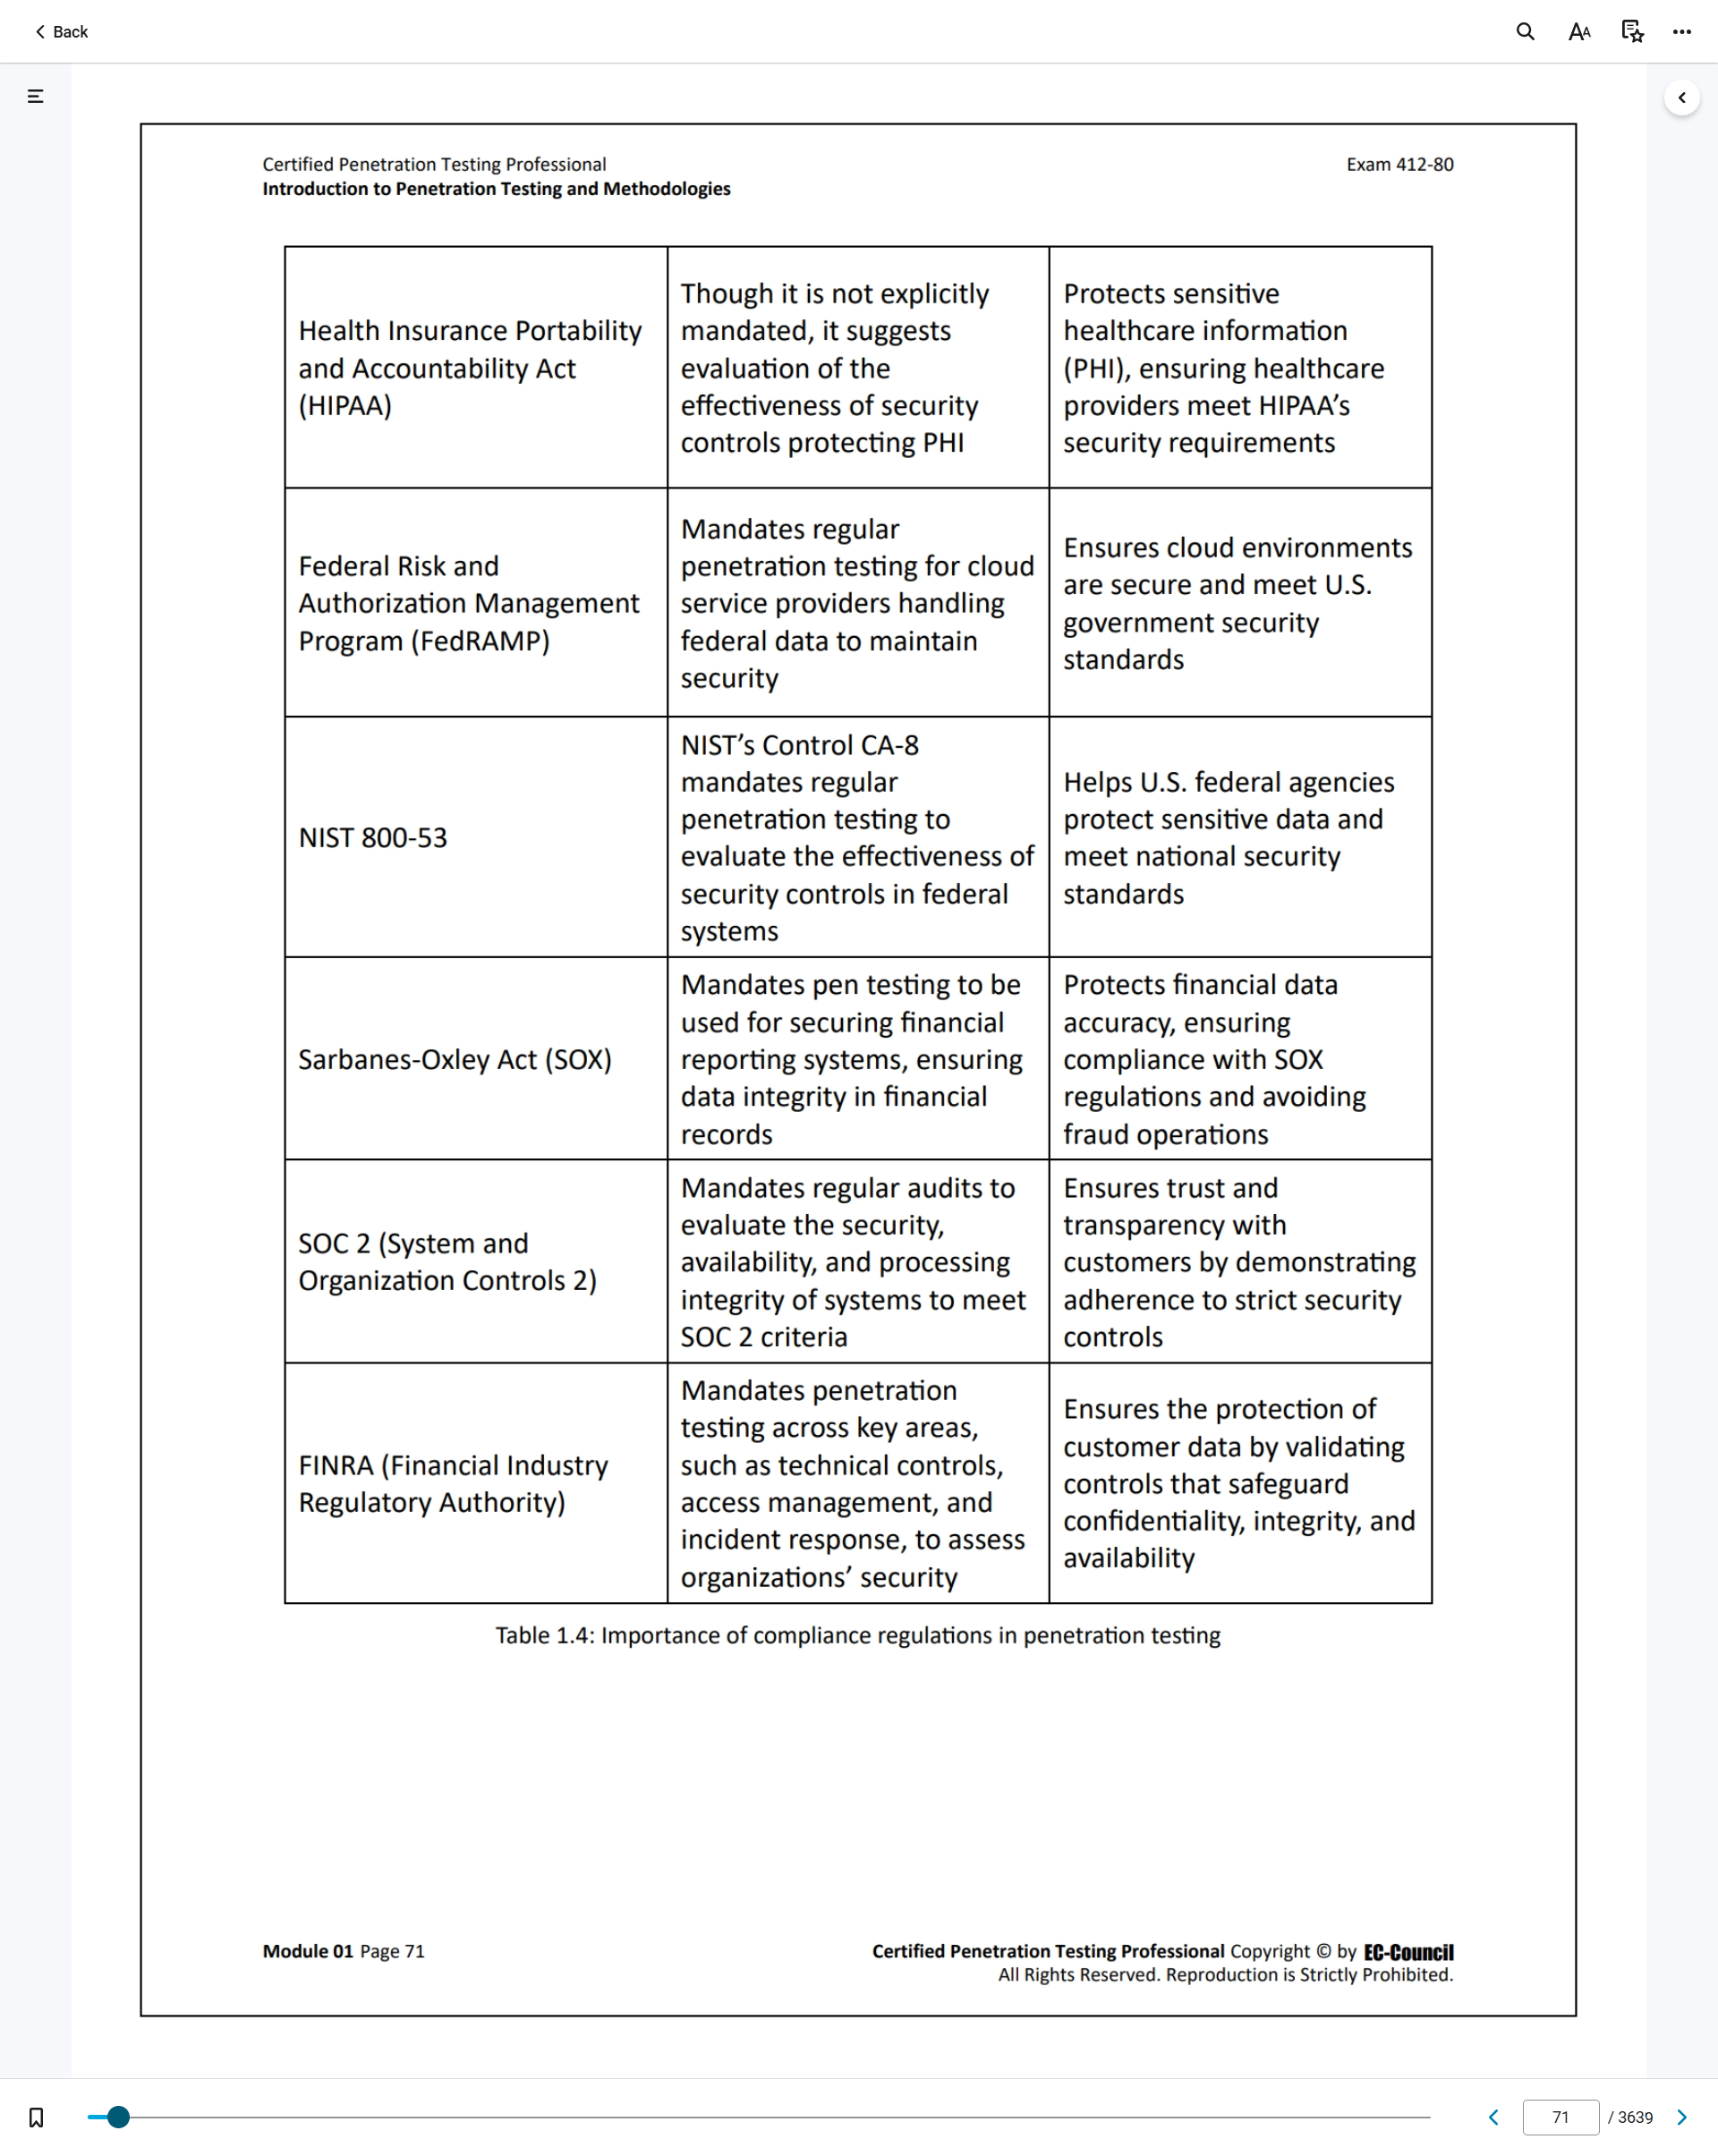 Back
Certified Penetration Testing Professional
Exam 412-80
Introduction to Penetration Testing and Methodologies
Health Insurance Portability
and Accountability Act
(HIPAA)
Though it is not explicitly
mandated, it suggests
evaluation of the
effectiveness of security
controls protecting PHI
Protects sensitive
healthcare information
(PHI), ensuring healthcare
providers meet HIPAA’s
security requirements
Federal Risk and
Authorization Management
Program (FedRAMP)
Mandates regular
penetration testing for cloud
service providers handling
federal data to maintain
security
Ensures cloud environments
are secure and meet U.S.
government security
standards
NIST 800-53
NIST’s Control CA-8
mandates regular
penetration testing to
evaluate the effectiveness of
security controls in federal
systems
Helps U.S. federal agencies
protect sensitive data and
meet national security
standards
Sarbanes-Oxley Act (SOX)
Mandates pen testing to be
used for securing financial
reporting systems, ensuring
data integrity in financial
records
Protects financial data
accuracy, ensuring
compliance with SOX
regulations and avoiding
fraud operations
SOC 2 (System and
Organization Controls 2)
Mandates regular audits to
evaluate the security,
availability, and processing
integrity of systems to meet
SOC 2 criteria
Ensures trust and
transparency with
customers by demonstrating
adherence to strict security
controls
FINRA (Financial Industry
Regulatory Authority)
Mandates penetration
testing across key areas,
such as technical controls,
access management, and
incident response, to assess
organizations’ security
Ensures the protection of
customer data by validating
controls that safeguard
confidentiality, integrity, and
availability
Table 1.4: Importance of compliance regulations in penetration testing
Module 01 Page 71
Certified Penetration Testing Professional Copyright © by EC-Council
All Rights Reserved. Reproduction is Strictly Prohibited.
71 / 3639